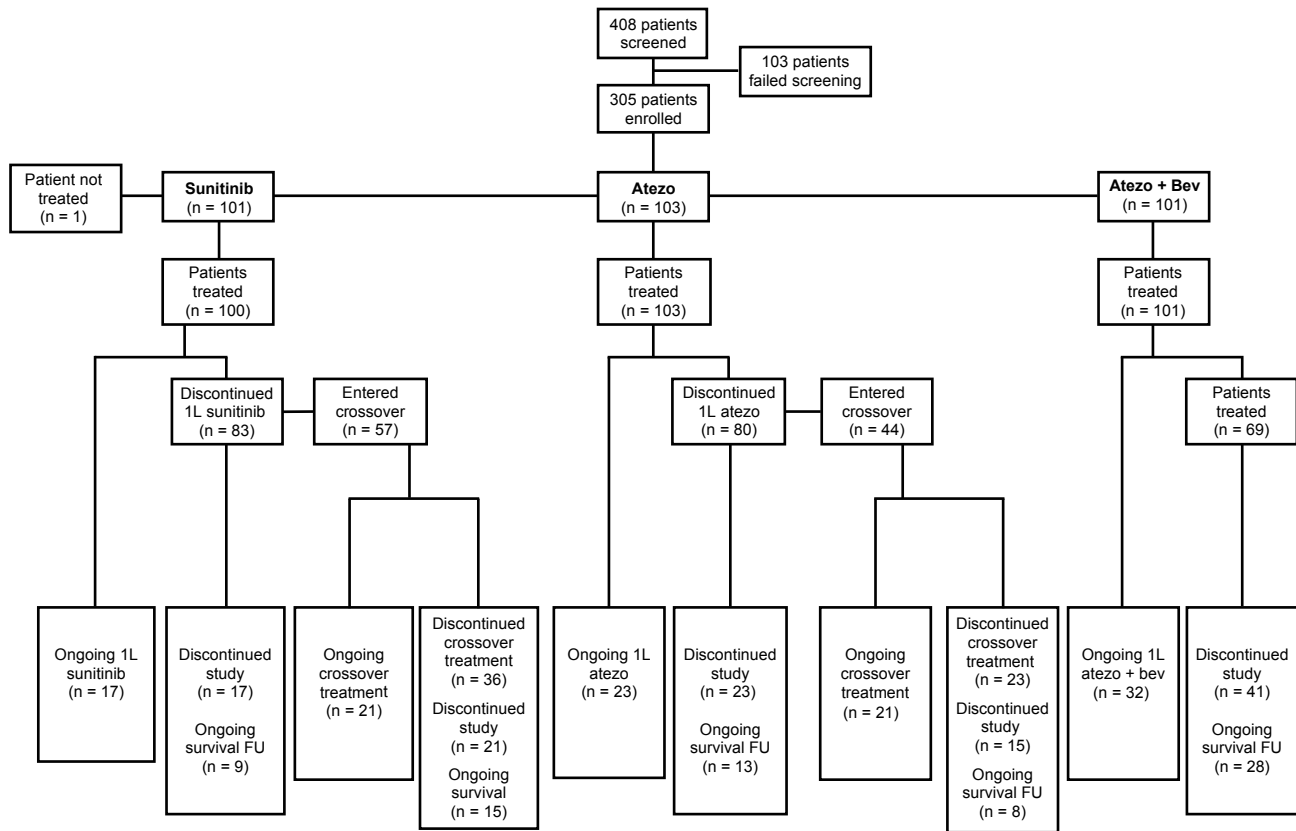 408 patients
screened
103 patients
failed screening
305 patients
enrolled
Patient not
treated
(n = 1)
Sunitinib
(n = 101)
Atezo
(n = 103)
Atezo + Bev
(n = 101)
Patients
treated
(n = 100)
Patients
treated
(n = 103)
Patients
treated
(n = 101)
Discontinued
1L sunitinib
(n = 83)
Entered
crossover
(n = 57)
Discontinued
1L atezo
(n = 80)
Entered
crossover
(n = 44)
Patients
treated
(n = 69)
Ongoing 1L
sunitinib
(n = 17)
Discontinued
study
(n = 17)
Ongoing
survival FU
(n = 9)
Ongoing
crossover
treatment
(n = 21)
Discontinued
crossover
treatment
(n = 36)
Discontinued
study
(n = 21)
Ongoing
survival
(n = 15)
Ongoing 1L
atezo
(n = 23)
Discontinued
study
(n = 23)
Ongoing
survival FU
(n = 13)
Ongoing
crossover
treatment
(n = 21)
Discontinued
crossover
treatment
(n = 23)
Discontinued
study
(n = 15)
Ongoing
survival FU
(n = 8)
Ongoing 1L
atezo + bev
(n = 32)
Discontinued
study
(n = 41)
Ongoing
survival FU
(n = 28)